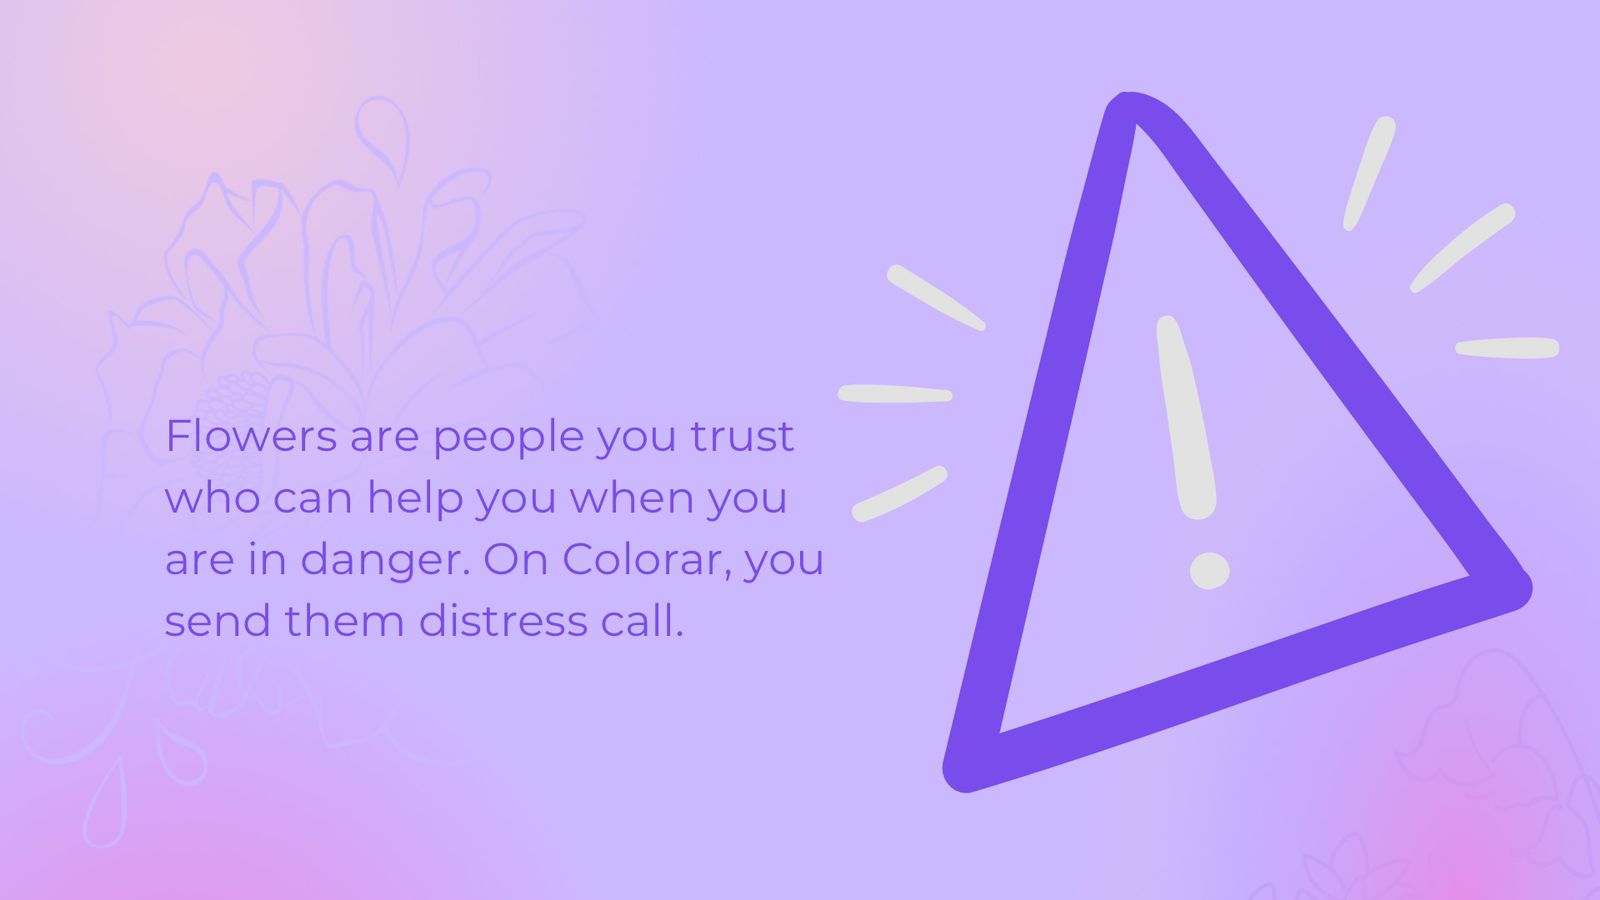 Flowers are people you trust
who can help you when you
are in danger. On Colorar, you
send them distress call.